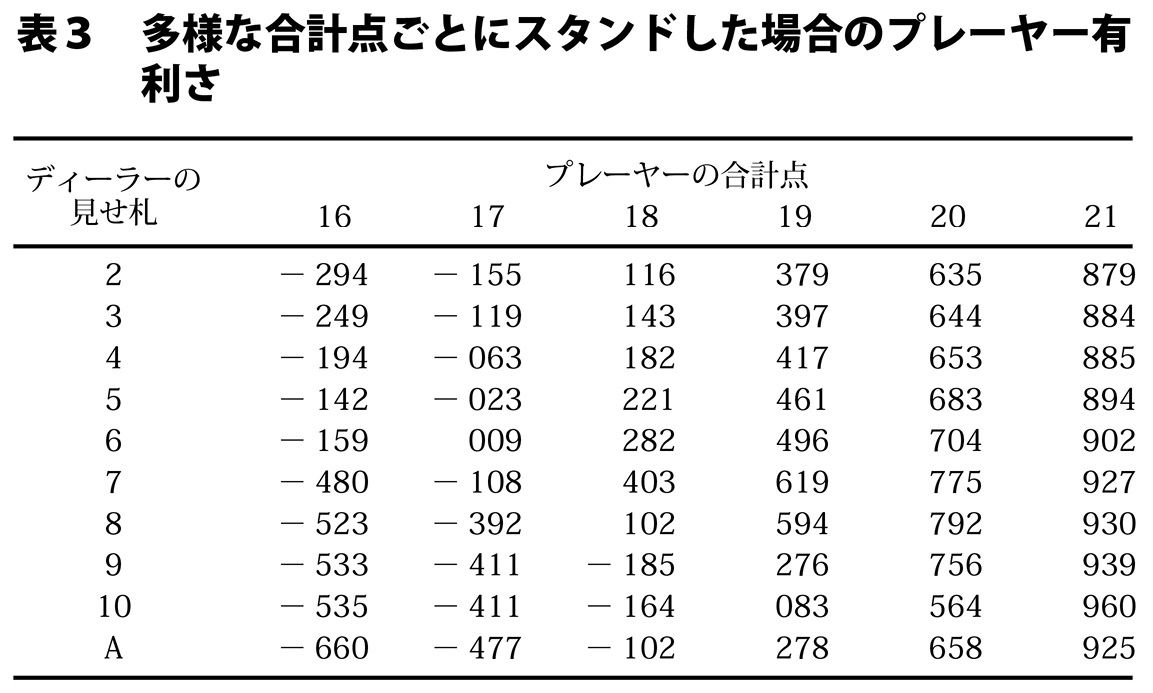 表３　多様な合計点ごとにスタンドした場合のプレーヤー有
利さ
ディーラーの
見せ札
プレーヤーの合計点
16 17 18 19 20 21
2 － 294 － 155 116 379 635 879
3 － 249 － 119 143 397 644 884
4 － 194 － 063 182 417 653 885
5 － 142 － 023 221 461 683 894
6 － 159 009 282 496 704 902
7 － 480 － 108 403 619 775 927
8 － 523 － 392 102 594 792 930
9 － 533 － 411 － 185 276 756 939
10 － 535 － 411 － 164 083 564 960
A － 660 － 477 － 102 278 658 925